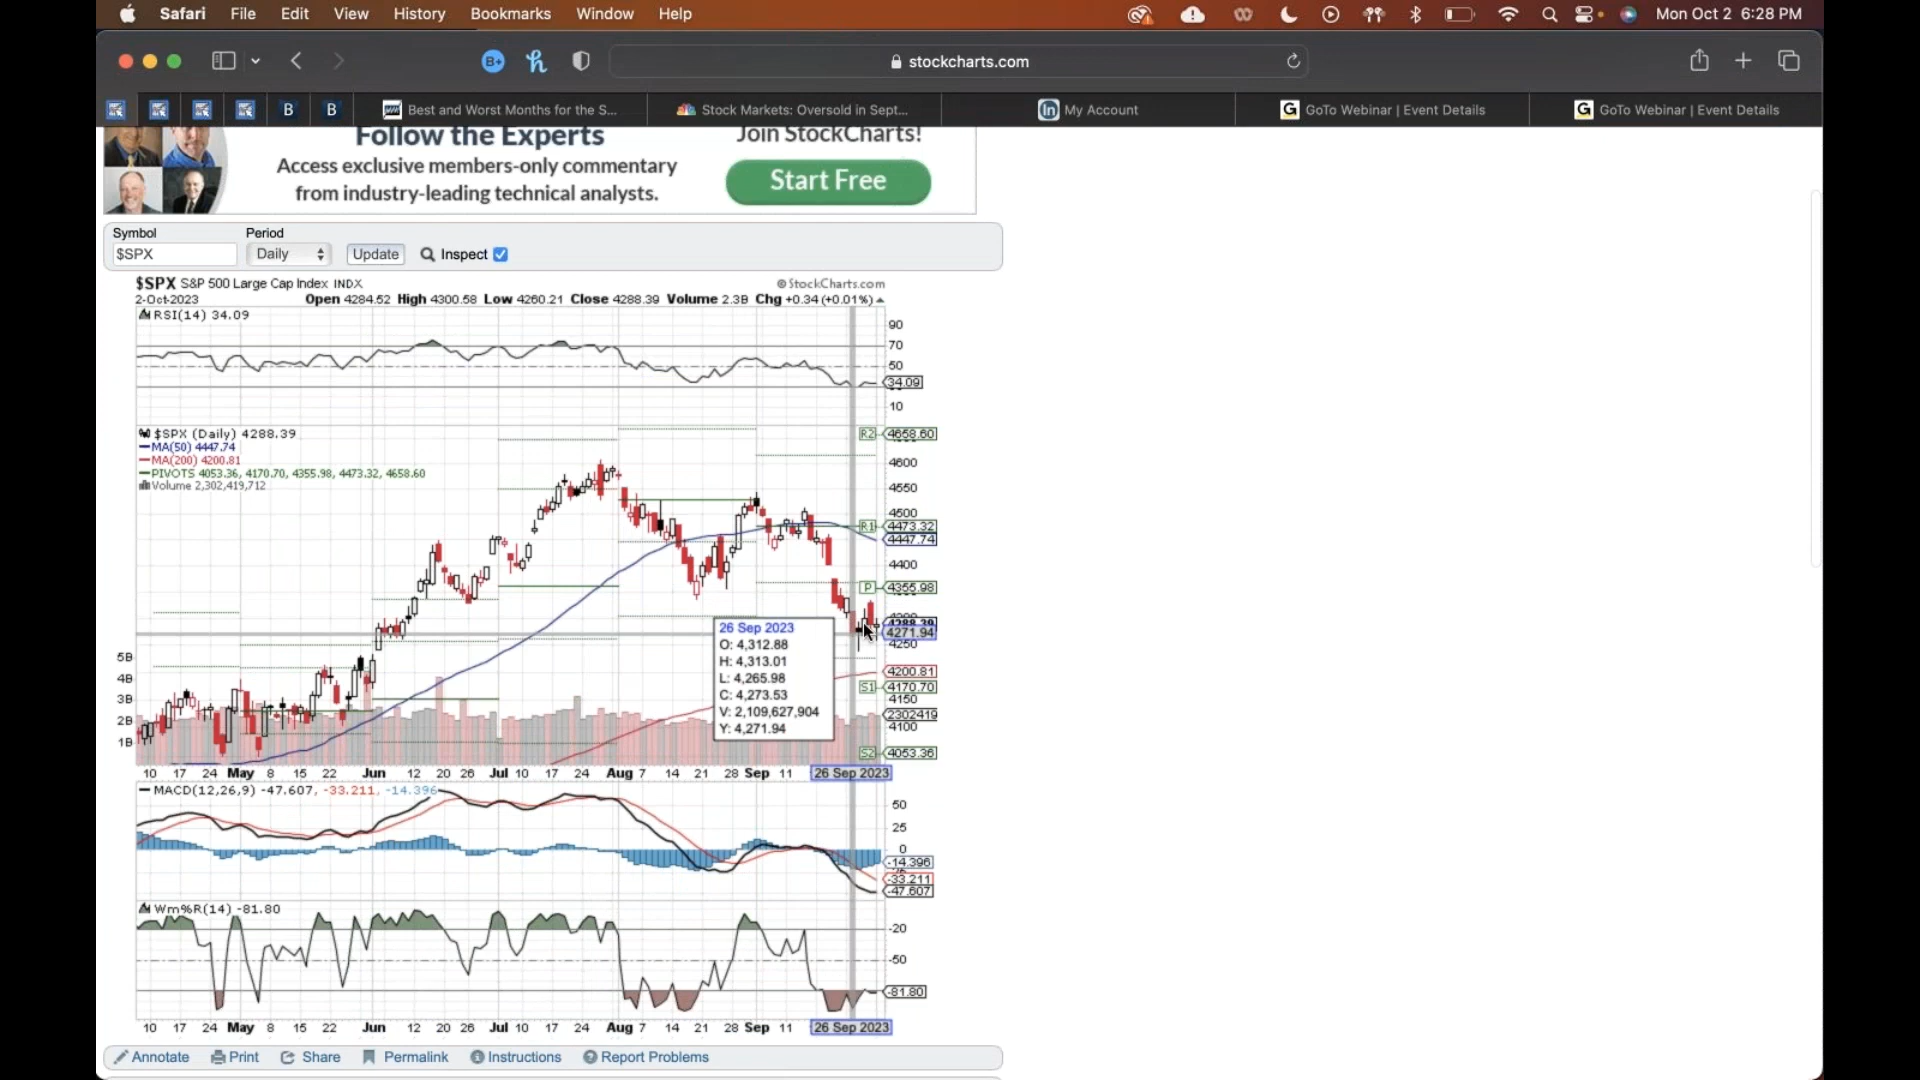 Safari File Edit View History Bookmarks Window Help Mon Oct 2 6:28 PM
stockcharts.com
B B Best and Worst Months for the S... Stock Markets: Oversold in Sept... My Account GoTo Webinar | Event Details GoTo Webinar | Event Details
Follow the Experts
Access exclusive members-only commentary
from industry-leading technical analysts.
Join StockCharts!
Start Free
Symbol Period
$SPX Daily Update Inspect
$SPX S&P 500 Large Cap Index INDX © StockCharts.com
2-Oct-2023 Open 4284.52 High 4300.58 Low 4260.21 Close 4288.39 Volume 2.3B Chg +0.34 (+0.01%)
RSI(14) 34.09
90
70
50
34.09
10
$SPX (Daily) 4288.39
MA(50) 4447.74
MA(200) 4200.81
PIVOTS 4053.36, 4170.70, 4355.98, 4473.32, 4658.60
Volume 2,302,419,712
R2 4658.60
4600
4550
4500
R1 4473.32
4447.74
4400
P 4355.98
4288.39
4271.94
4250
4200.81
S1 4170.70
4150
2302419
4100
S2 4053.36
5B
4B
3B
2B
1B
26 Sep 2023
O: 4,312.88
H: 4,313.01
L: 4,265.98
C: 4,273.53
V: 2,109,627,904
Y: 4,271.94
10 17 24 May 8 15 22 Jun 12 20 26 Jul 10 17 24 Aug 7 14 21 28 Sep 11 26 Sep 2023
MACD(12,26,9) -47.607, -33.211, -14.396
50
25
0
-14.396
-33.211
-47.607
Wm%R(14) -81.80
-20
-50
-81.80
10 17 24 May 8 15 22 Jun 12 20 26 Jul 10 17 24 Aug 7 14 21 28 Sep 11 26 Sep 2023
Annotate Print Share Permalink Instructions Report Problems